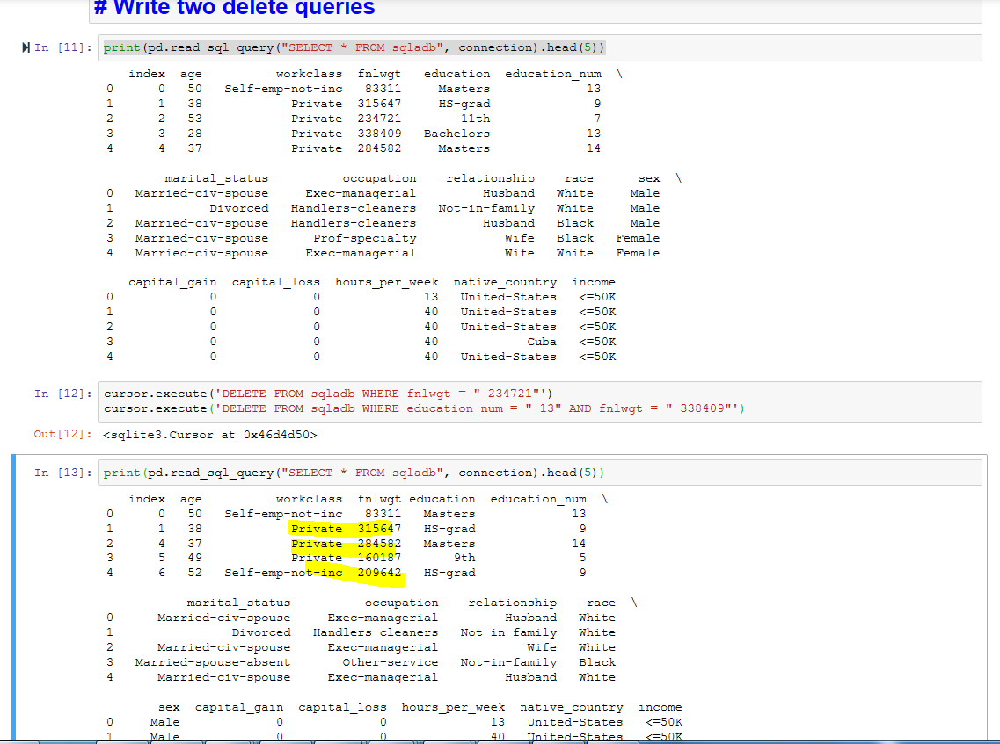 # Write two delete queries
In [11]: print(pd.read_sql_query("SELECT * FROM sqladb", connection).head(5))
index age workclass fnlwgt education education_num \
0 0 50 Self-emp-not-inc 83311 Masters 13
1 1 38 Private 315647 HS-grad 9
2 2 53 Private 234721 11th 7
3 3 28 Private 338409 Bachelors 13
4 4 37 Private 284582 Masters 14
marital_status occupation relationship race sex \
0 Married-civ-spouse Exec-managerial Husband White Male
1 Divorced Handlers-cleaners Not-in-family White Male
2 Married-civ-spouse Handlers-cleaners Husband Black Male
3 Married-civ-spouse Prof-specialty Wife Black Female
4 Married-civ-spouse Exec-managerial Wife White Female
capital_gain capital_loss hours_per_week native_country income
0 0 0 13 United-States <=50K
1 0 0 40 United-States <=50K
2 0 0 40 United-States <=50K
3 0 0 40 Cuba <=50K
4 0 0 40 United-States <=50K
In [12]: cursor.execute('DELETE FROM sqladb WHERE fnlwgt = " 234721"')
cursor.execute('DELETE FROM sqladb WHERE education_num = " 13" AND fnlwgt = " 338409"')
Out[12]: <sqlite3.Cursor at 0x46d4d50>
In [13]: print(pd.read_sql_query("SELECT * FROM sqladb", connection).head(5))
index age workclass fnlwgt education education_num \
0 0 50 Self-emp-not-inc 83311 Masters 13
1 1 38 Private 315647 HS-grad 9
2 4 37 Private 284582 Masters 14
3 5 49 Private 160187 9th 5
4 6 52 Self-emp-not-inc 209642 HS-grad 9
marital_status occupation relationship race \
0 Married-civ-spouse Exec-managerial Husband White
1 Divorced Handlers-cleaners Not-in-family White
2 Married-civ-spouse Exec-managerial Wife White
3 Married-spouse-absent Other-service Not-in-family Black
4 Married-civ-spouse Exec-managerial Husband White
sex capital_gain capital_loss hours_per_week native_country income
0 Male 0 0 13 United-States <=50K
1 Male 0 0 40 United-States <=50K